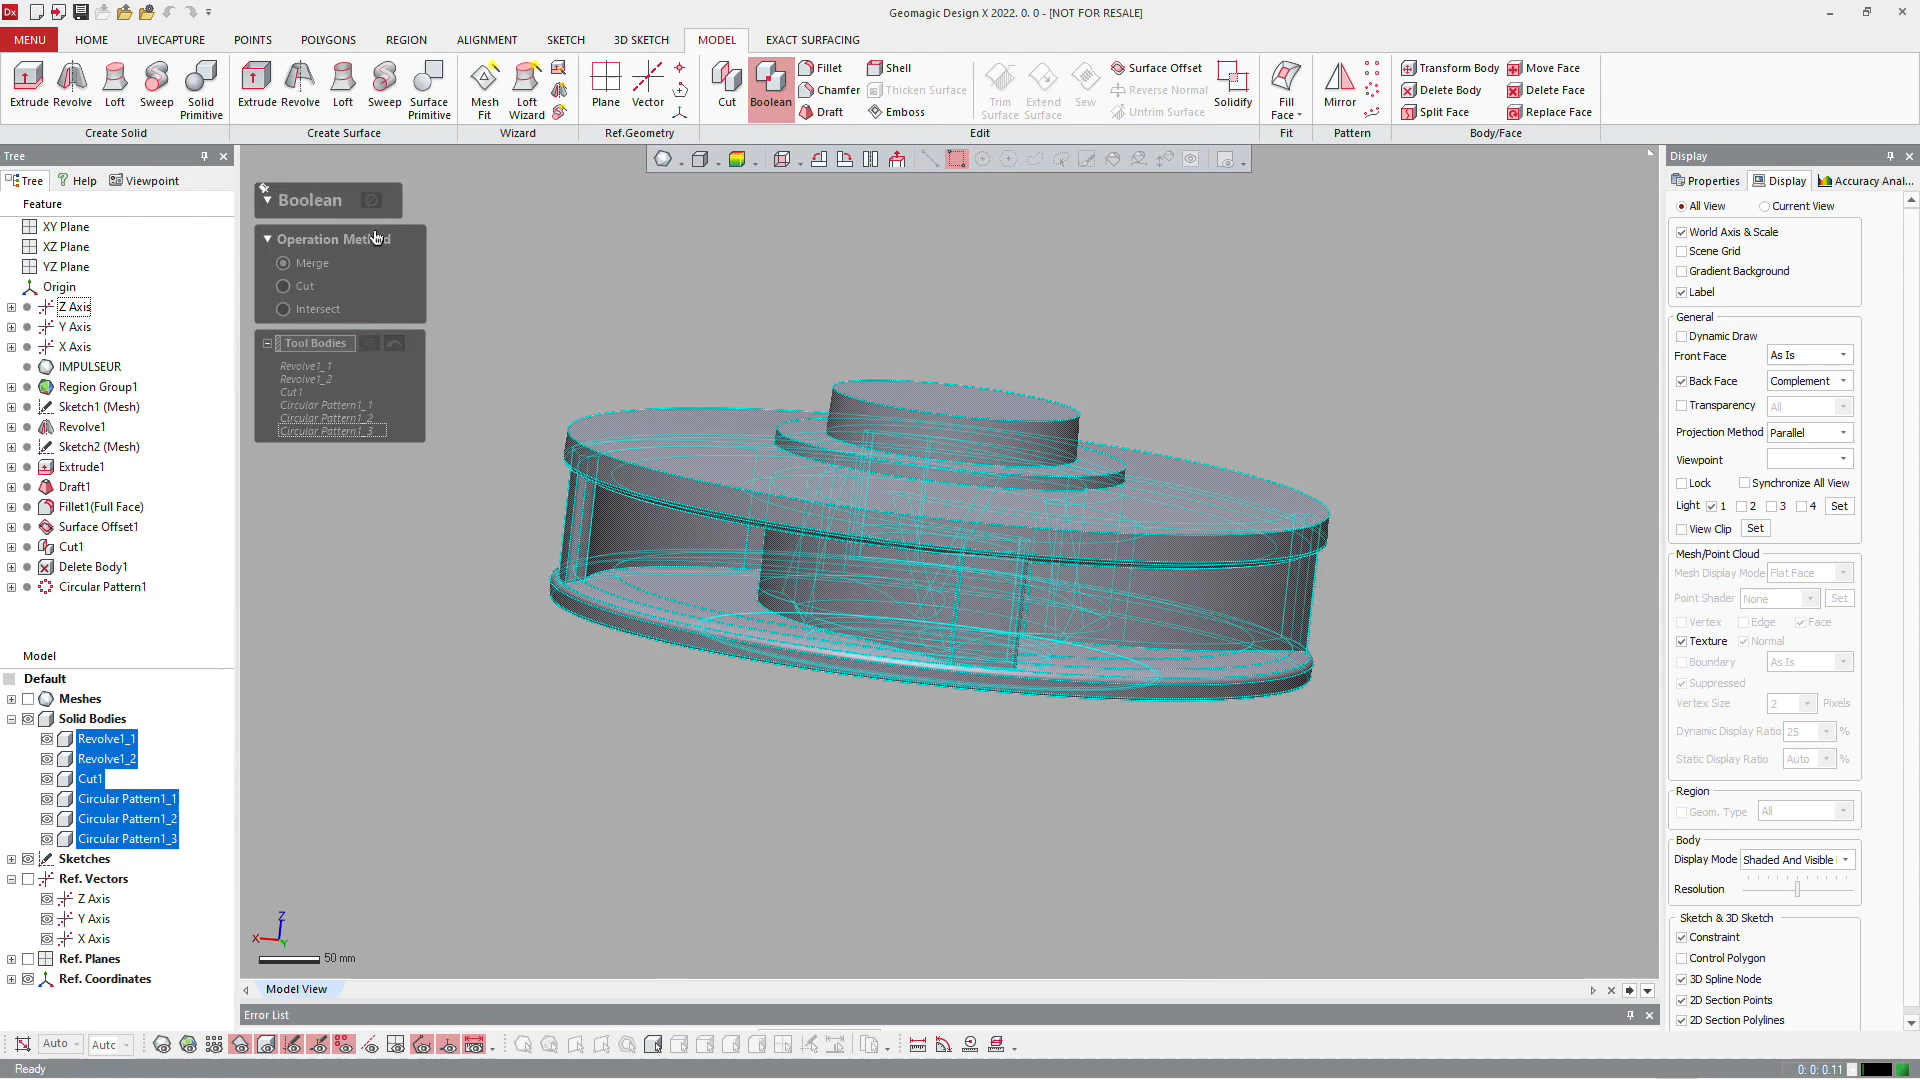 Dx
Geomagic Design X 2022. 0. 0 - [NOT FOR RESALE]
MENU HOME LIVECAPTURE POINTS POLYGONS REGION ALIGNMENT SKETCH 3D SKETCH MODEL EXACT SURFACING
Extrude Revolve Loft Sweep Solid Primitive
Create Solid
Extrude Revolve Loft Sweep Surface Primitive
Create Surface
Mesh Fit Loft Wizard
Wizard
Plane Vector
Ref.Geometry
Cut Boolean
Fillet Shell
Chamfer Thicken Surface
Draft Emboss
Trim Surface Extend Surface Sew
Surface Offset
Reverse Normal
Untrim Surface
Solidify
Edit
Fill Face
Fit
Mirror
Pattern
Transform Body Move Face
Delete Body Delete Face
Split Face Replace Face
Body/Face
Tree
Tree Help Viewpoint
Feature
XY Plane
XZ Plane
YZ Plane
Origin
Z Axis
Y Axis
X Axis
IMPULSEUR
Region Group1
Sketch1 (Mesh)
Revolve1
Sketch2 (Mesh)
Extrude1
Draft1
Fillet1(Full Face)
Surface Offset1
Cut1
Delete Body1
Circular Pattern1
Model
Default
Meshes
Solid Bodies
Revolve1_1
Revolve1_2
Cut1
Circular Pattern1_1
Circular Pattern1_2
Circular Pattern1_3
Sketches
Ref. Vectors
Z Axis
Y Axis
X Axis
Ref. Planes
Ref. Coordinates
Boolean
Operation Method
Merge
Cut
Intersect
Tool Bodies
Revolve1_1
Revolve1_2
Cut1
Circular Pattern1_1
Circular Pattern1_2
Circular Pattern1_3
Z
X
Y
50 mm
Model View
Error List
Display
Properties Display Accuracy Anal...
All View Current View
World Axis & Scale
Scene Grid
Gradient Background
Label
General
Dynamic Draw
Front Face As Is
Back Face Complement
Transparency All
Projection Method Parallel
Viewpoint
Lock Synchronize All View
Light 1 2 3 4 Set
View Clip Set
Mesh/Point Cloud
Mesh Display Mode Flat Face
Point Shader None Set
Vertex Edge Face
Texture Normal
Boundary As Is
Suppressed
Vertex Size 2 Pixels
Dynamic Display Ratio 25 %
Static Display Ratio Auto %
Region
Geom. Type All
Body
Display Mode Shaded And Visible
Resolution
Sketch & 3D Sketch
Constraint
Control Polygon
3D Spline Node
2D Section Points
2D Section Polylines
Auto Auto
Ready
0: 0: 0.11